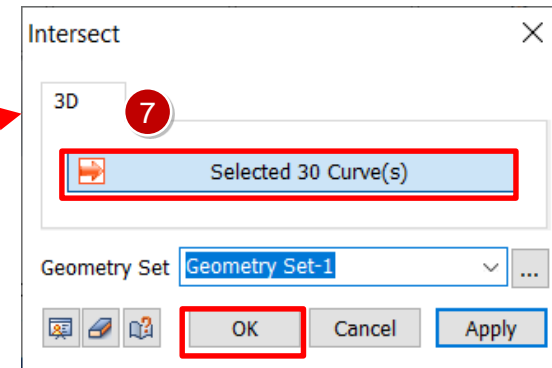 Intersect
3D
7
Selected 30 Curve(s)
Geometry Set Geometry Set-1 ...
OK Cancel Apply